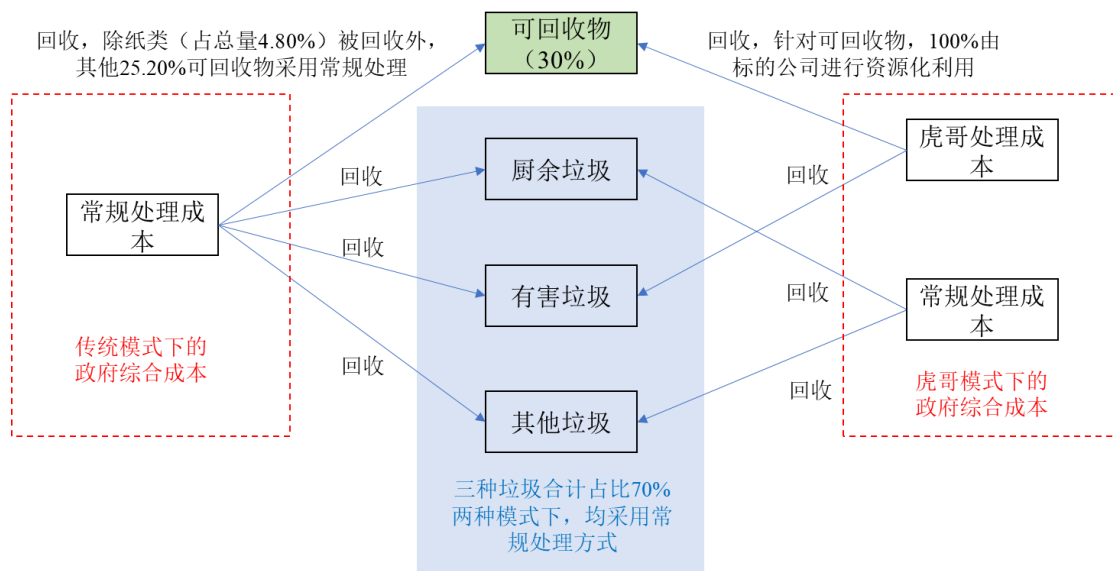 回收，除纸类（占总量4.80%）被回收外，
其他25.20%可回收物采用常规处理
可回收物
（30%）
回收，针对可回收物，100%由
标的公司进行资源化利用
常规处理成
本
传统模式下的
政府综合成本
回收
回收
回收
厨余垃圾
有害垃圾
其他垃圾
三种垃圾合计占比70%
两种模式下，均采用常
规处理方式
回收
回收
回收
虎哥处理成
本
常规处理成
本
虎哥模式下的
政府综合成本